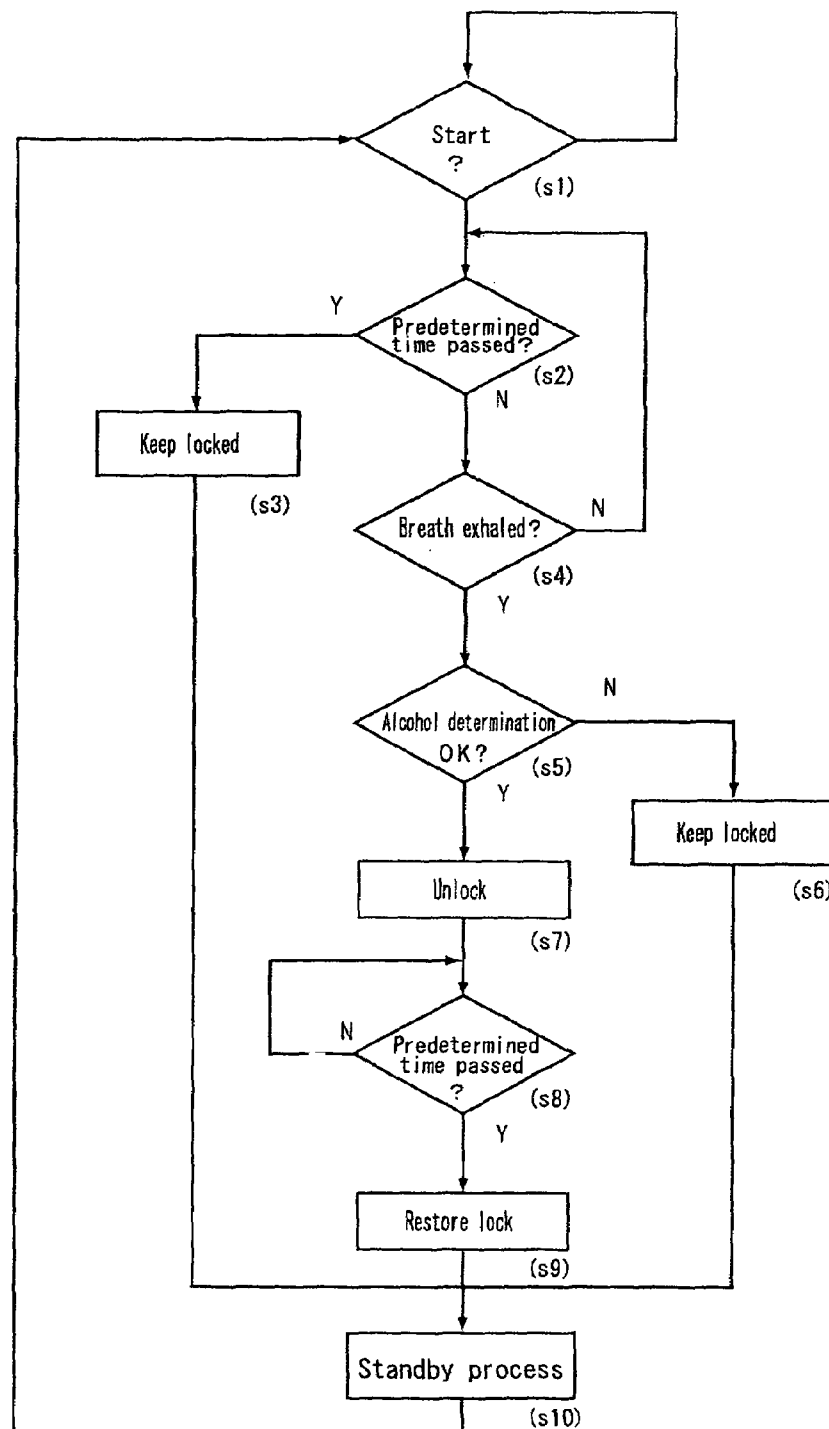 Start
?
(s1)
Y
Predetermined
time passed?
(s2)
N
Keep locked
(s3)
Breath exhaled?
N
(s4)
Y
N
Alcohol determination
OK?
(s5)
Y
Keep locked
(s6)
Unlock
(s7)
N
Predetermined
time passed
?
(s8)
Y
Restore lock
(s9)
Standby process
(s10)